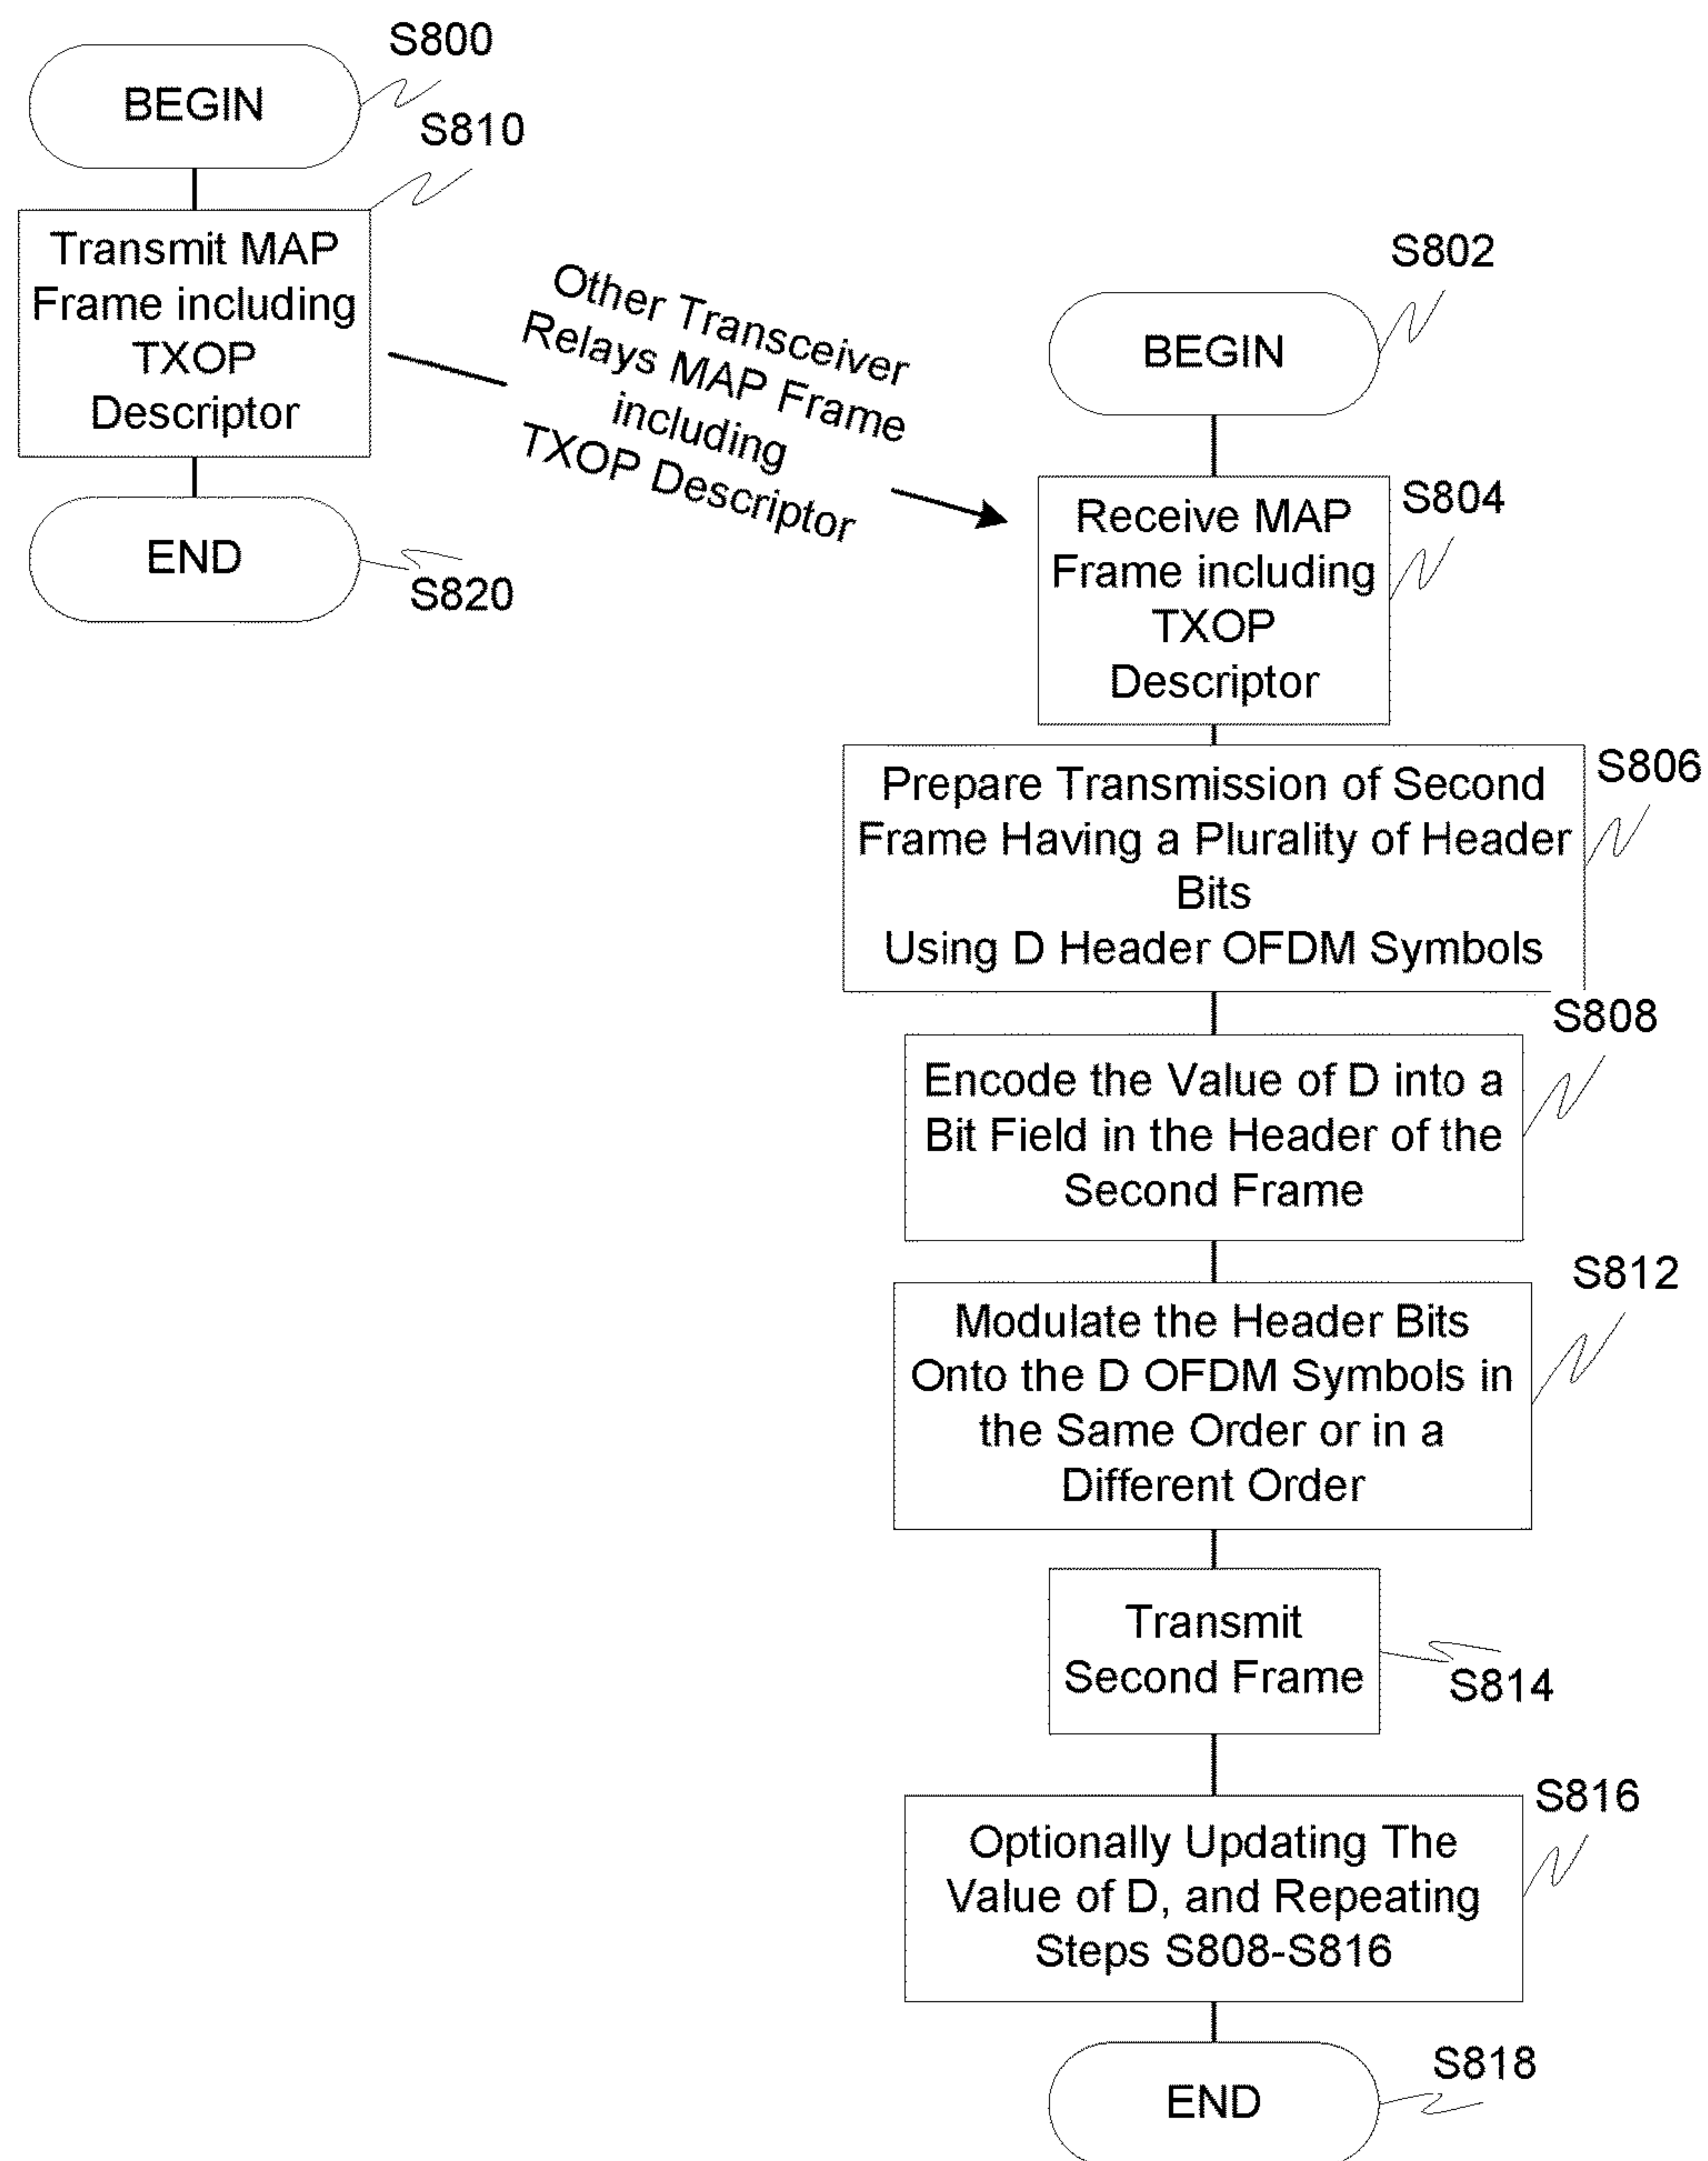 S800
BEGIN
S810
Transmit MAP
Frame including
TXOP
Descriptor
END
S820
Other Transceiver
Relays MAP Frame
including
TXOP Descriptor
S802
BEGIN
S804
Receive MAP
Frame including
TXOP
Descriptor
S806
Prepare Transmission of Second
Frame Having a Plurality of Header
Bits
Using D Header OFDM Symbols
S808
Encode the Value of D into a
Bit Field in the Header of the
Second Frame
S812
Modulate the Header Bits
Onto the D OFDM Symbols in
the Same Order or in a
Different Order
Transmit
Second Frame
S814
S816
Optionally Updating The
Value of D, and Repeating
Steps S808-S816
S818
END